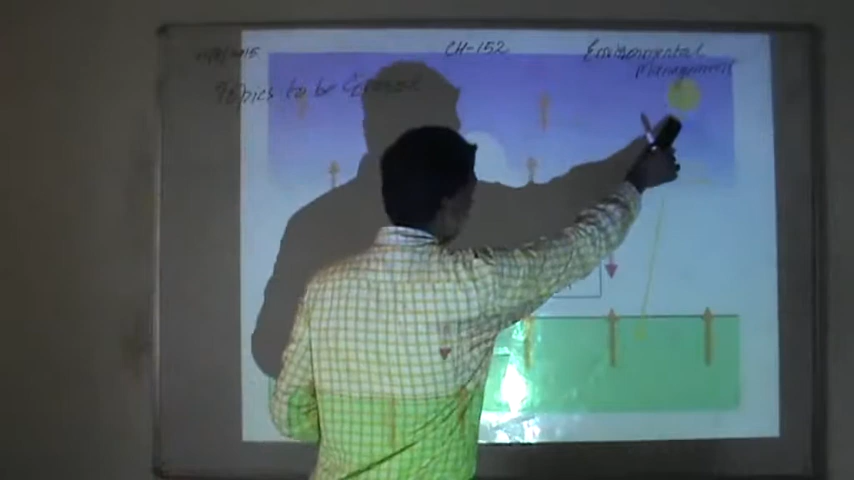 CH-152
Environmental
Management
Topics to be Covered